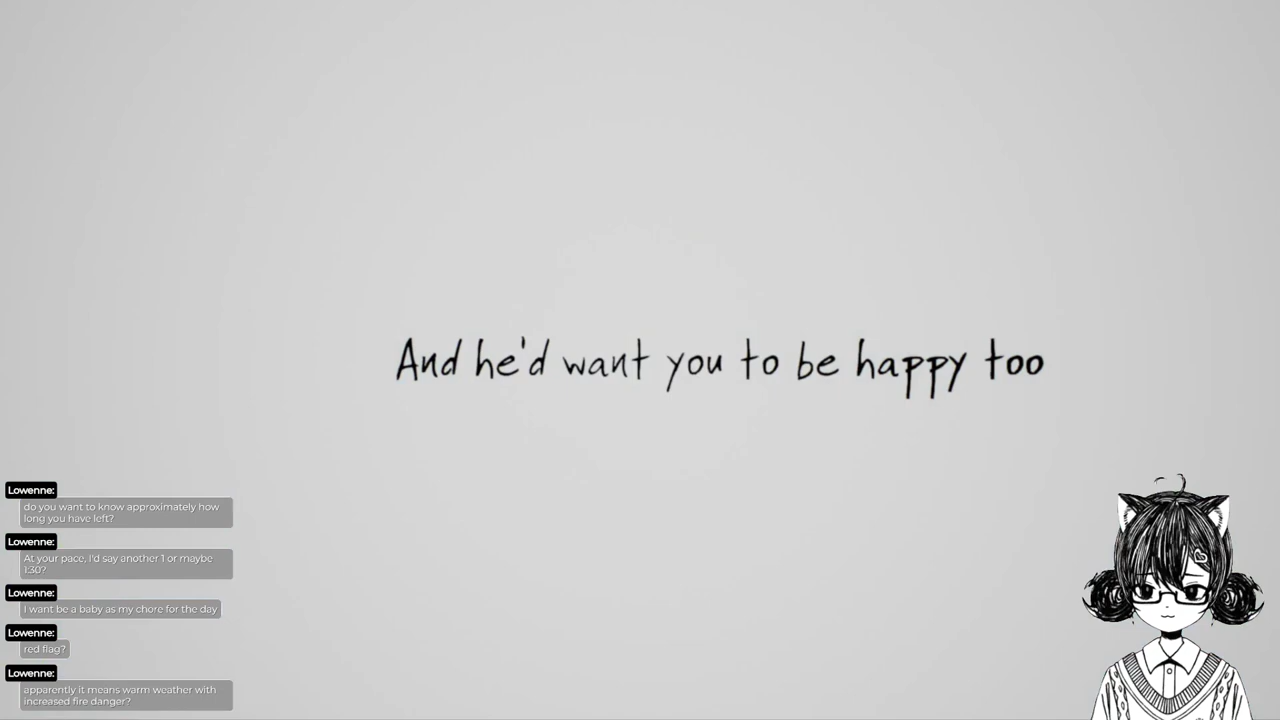 And he'd want you to be happy too
Lowenne:
do you want to know approximately how
long you have left?
Lowenne:
At your pace, I'd say another 1 or maybe
1:30?
Lowenne:
I want be a baby as my chore for the day
Lowenne:
red flag?
Lowenne:
apparently it means warm weather with
increased fire danger?